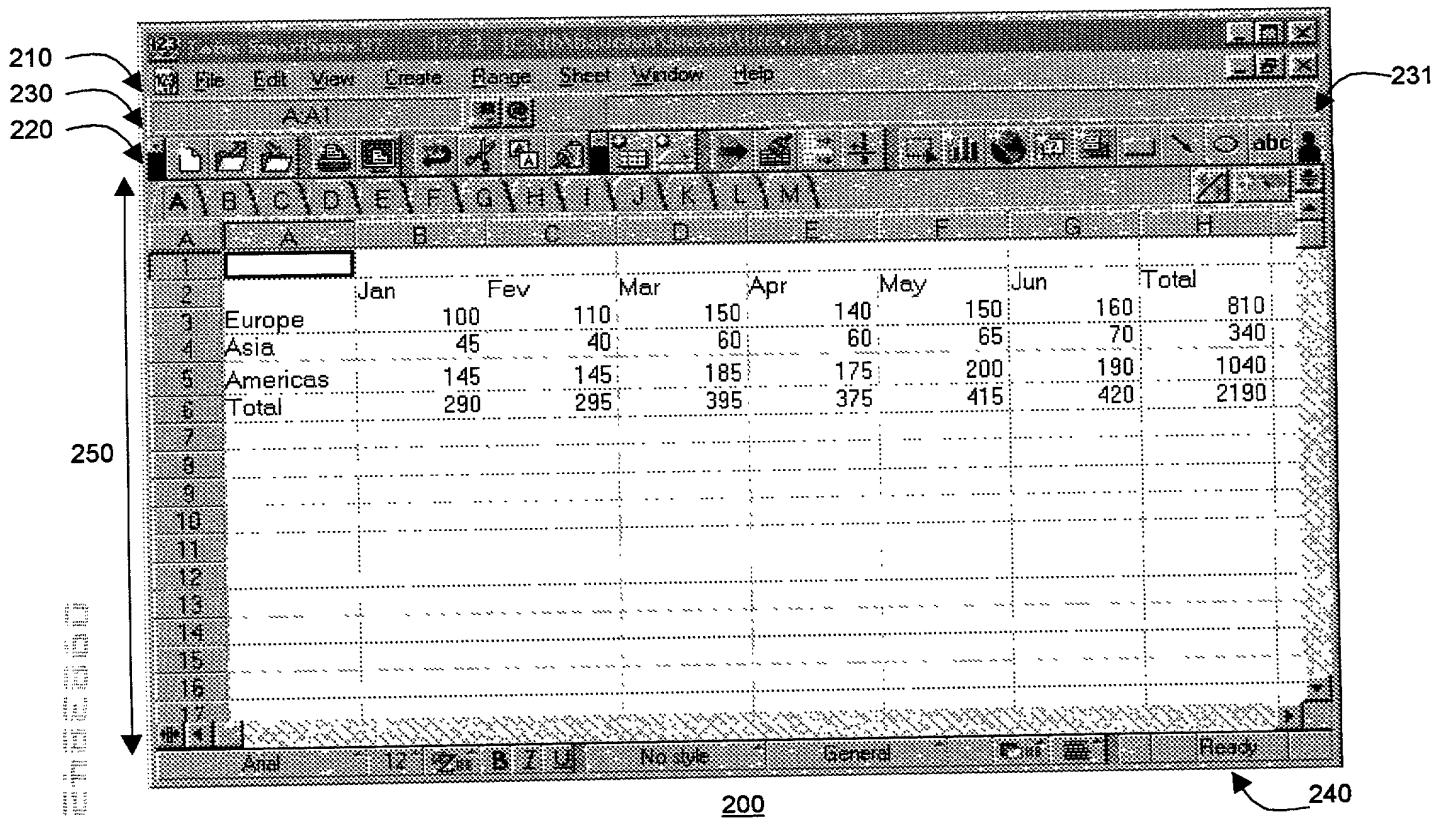 123
210
File Edit View Create Range Sheet Window Help
231
230
A:A1
220
abc
A B C D E F G H I J K L M
A A B C D E F G H
1
2 Jan Fev Mar Apr May Jun Total
3 Europe 100 110 150 140 150 160 810
4 Asia 45 40 60 60 65 70 340
5 Americas 145 145 185 175 200 190 1040
6 Total 290 295 395 375 415 420 2190
7
250
8
9
10
11
12
13
14
15
16
17
Arial 12 B I U No style General Ready
200
240